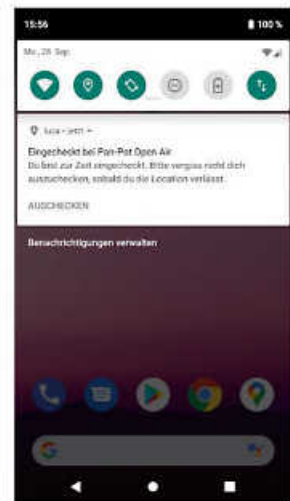 15:56 100 %
Mo., 28. Sep.
luca • jetzt
Eingecheckt bei Pan-Pot Open Air
Du bist zur Zeit eingecheckt. Bitte vergiss nicht dich
auszuchecken, sobald du die Location verlässt.
AUSCHECKEN
Benachrichtigungen verwalten